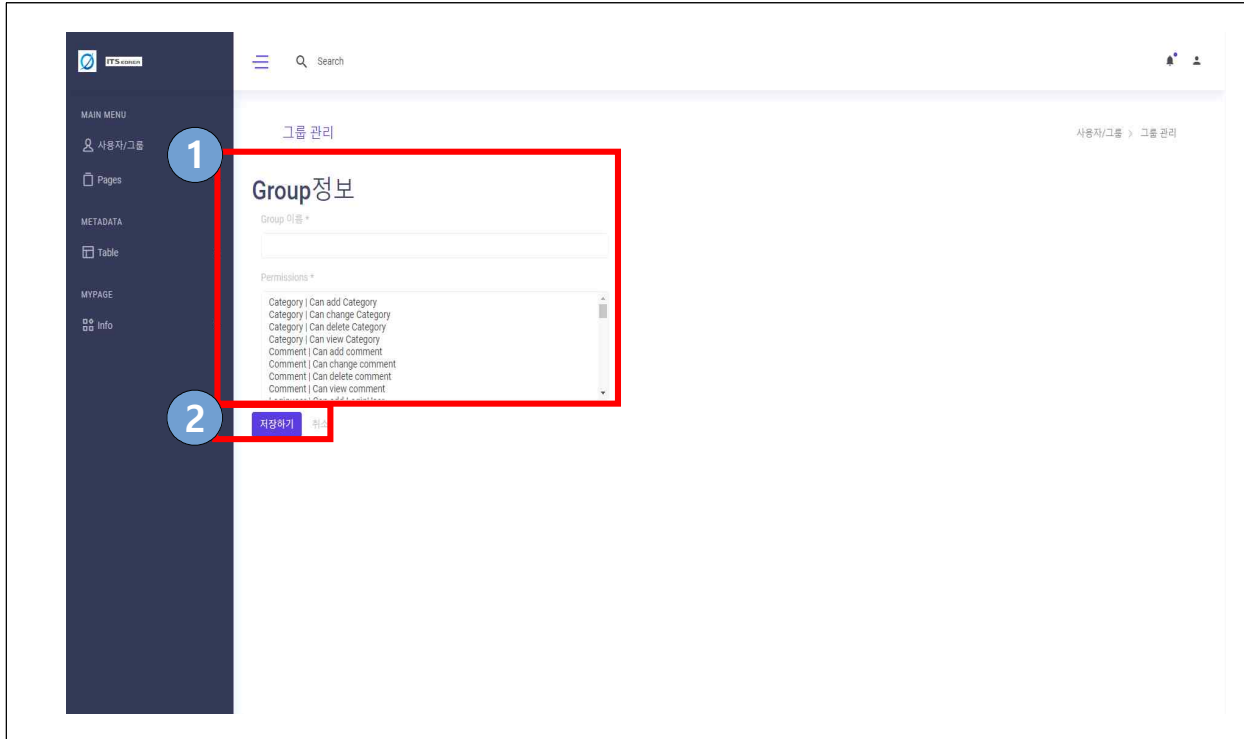 Search
MAIN MENU
사용자/그룹
Pages
METADATA
Table
MYPAGE
Info
그룹 관리
사용자/그룹 > 그룹 관리
1
Group정보
Group 이름 *
Permissions *
Category | Can add Category
Category | Can change Category
Category | Can delete Category
Category | Can view Category
Comment | Can add comment
Comment | Can change comment
Comment | Can delete comment
Comment | Can view comment
2
저장하기